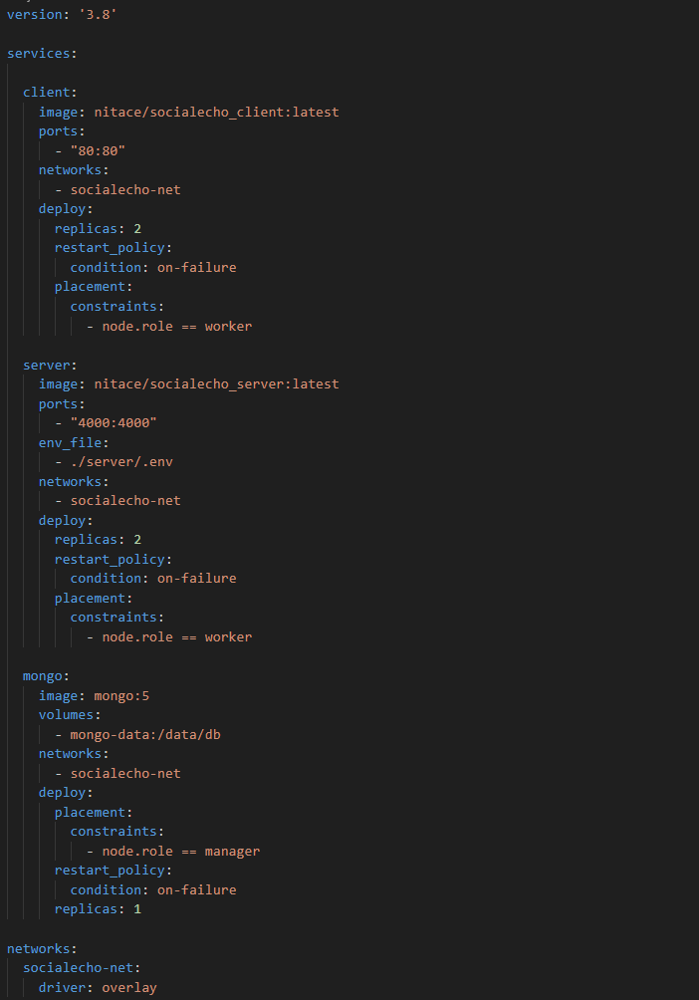 version: '3.8'
services:
client:
image: nitace/socialecho_client:latest
ports:
- "80:80"
networks:
- socialecho-net
deploy:
replicas: 2
restart_policy:
condition: on-failure
placement:
constraints:
- node.role == worker
server:
image: nitace/socialecho_server:latest
ports:
- "4000:4000"
env_file:
- ./server/.env
networks:
- socialecho-net
deploy:
replicas: 2
restart_policy:
condition: on-failure
placement:
constraints:
- node.role == worker
mongo:
image: mongo:5
volumes:
- mongo-data:/data/db
networks:
- socialecho-net
deploy:
placement:
constraints:
- node.role == manager
restart_policy:
condition: on-failure
replicas: 1
networks:
socialecho-net:
driver: overlay